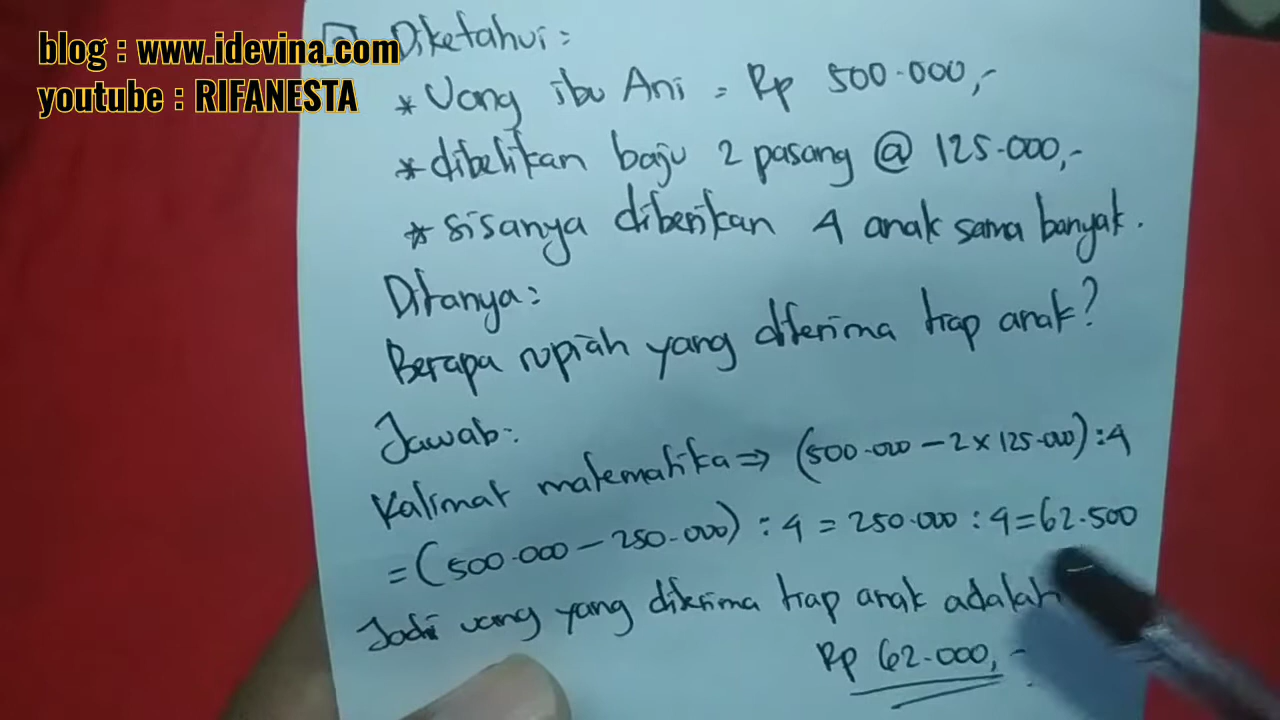 blog : www.idevina.com
youtube : RIFANESTA
Diketahui :
* Uang ibu Ani = Rp 500.000,-
* dibelikan baju 2 pasang @ 125.000,-
* sisanya diberikan 4 anak sama banyak.
Ditanya :
Berapa rupiah yang diterima tiap anak?
Jawab :
Kalimat matematika ⇒ (500.000 – 2 x 125.000) : 4
= (500.000 – 250.000) : 4 = 250.000 : 4 = 62.500
Jadi uang yang diterima tiap anak adalah
Rp 62.000,-